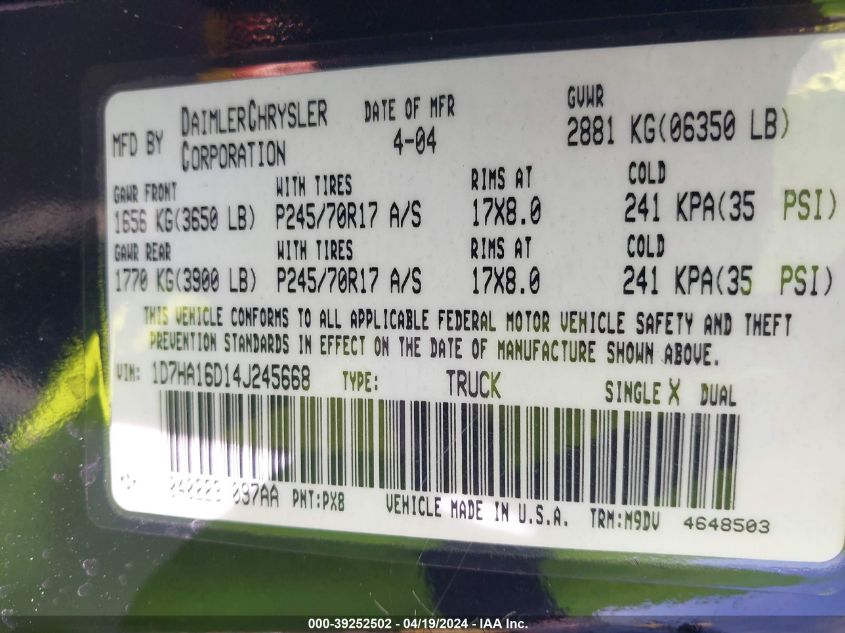 MFD BY DAIMLERCHRYSLER CORPORATION DATE OF MFR 4-04 GVWR 2881 KG(06350 LB)
GAWR FRONT WITH TIRES RIMS AT COLD
1656 KG(3650 LB) P245/70R17 A/S 17X8.0 241 KPA(35 PSI)
GAWR REAR WITH TIRES RIMS AT COLD
1770 KG(3900 LB) P245/70R17 A/S 17X8.0 241 KPA(35 PSI)
THIS VEHICLE CONFORMS TO ALL APPLICABLE FEDERAL MOTOR VEHICLE SAFETY AND THEFT
PREVENTION STANDARDS IN EFFECT ON THE DATE OF MANUFACTURE SHOWN ABOVE.
VIN: 1D7HA16D14J245668 TYPE: TRUCK SINGLE X DUAL
040223 097AA PNT:PX8 VEHICLE MADE IN U.S.A. TRM:M9DV 4648503
000-39252502 - 04/19/2024 - IAA Inc.